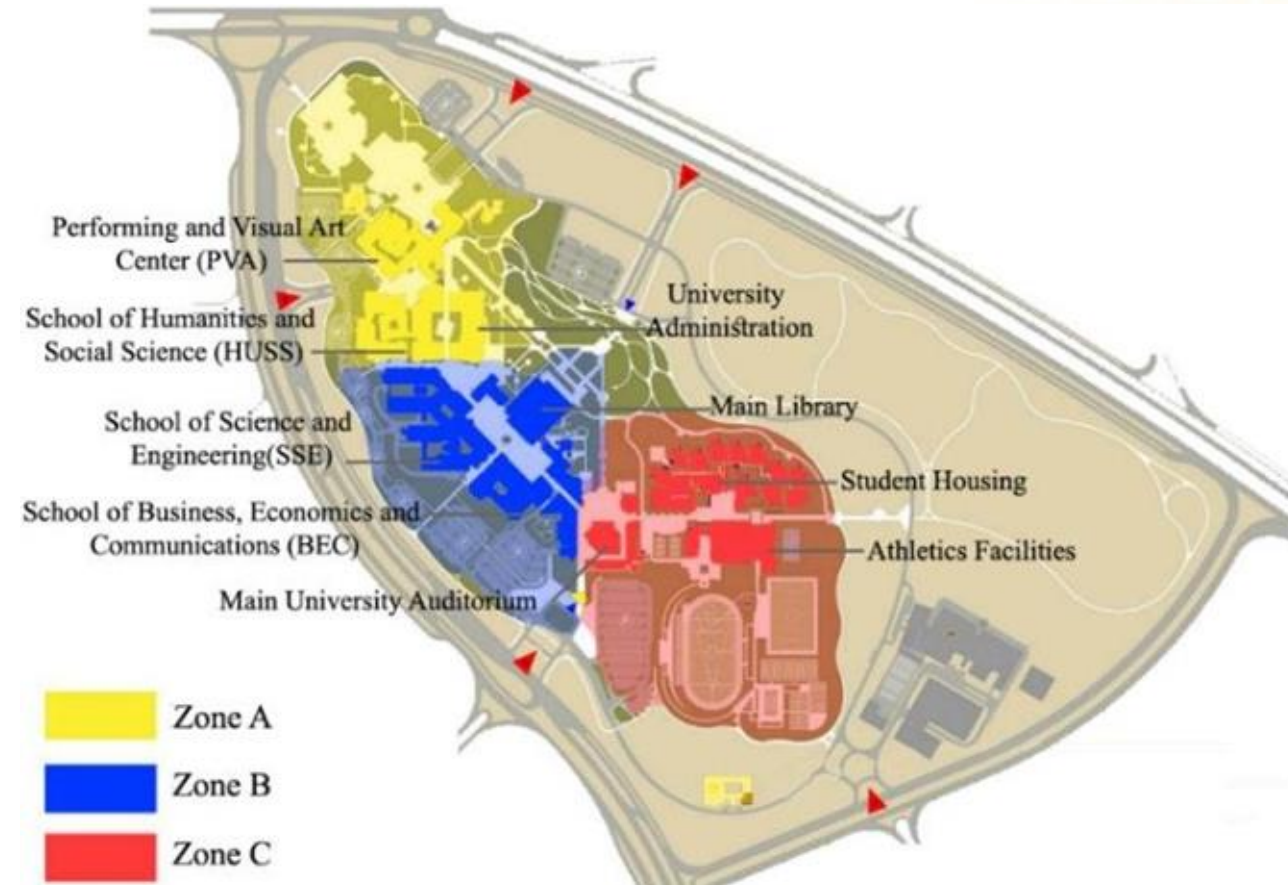 Performing and Visual Art
Center (PVA)
University
Administration
School of Humanities and
Social Science (HUSS)
Main Library
School of Science and
Engineering(SSE)
Student Housing
School of Business, Economics and
Communications (BEC)
Athletics Facilities
Main University Auditorium
Zone A
Zone B
Zone C